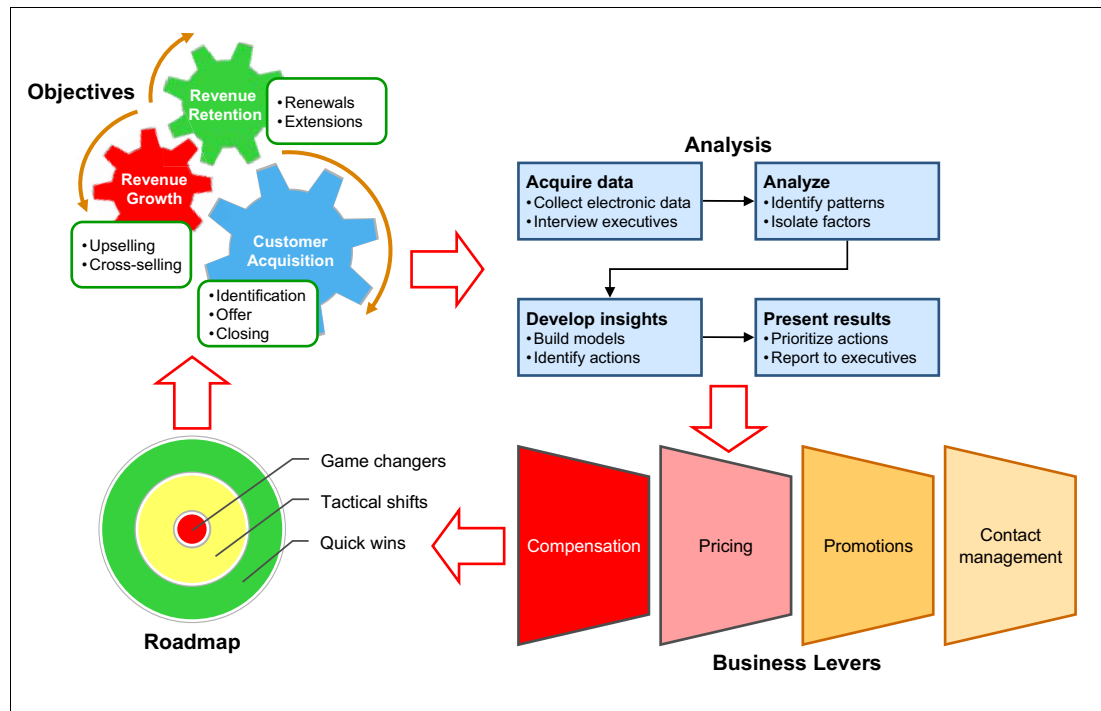 Objectives
Revenue
Retention
• Renewals
• Extensions
Revenue
Growth
• Upselling
• Cross-selling
Customer
Acquisition
• Identification
• Offer
• Closing
Analysis
Acquire data
• Collect electronic data
• Interview executives
Analyze
• Identify patterns
• Isolate factors
Develop insights
• Build models
• Identify actions
Present results
• Prioritize actions
• Report to executives
Compensation
Pricing
Promotions
Contact
management
Business Levers
Game changers
Tactical shifts
Quick wins
Roadmap